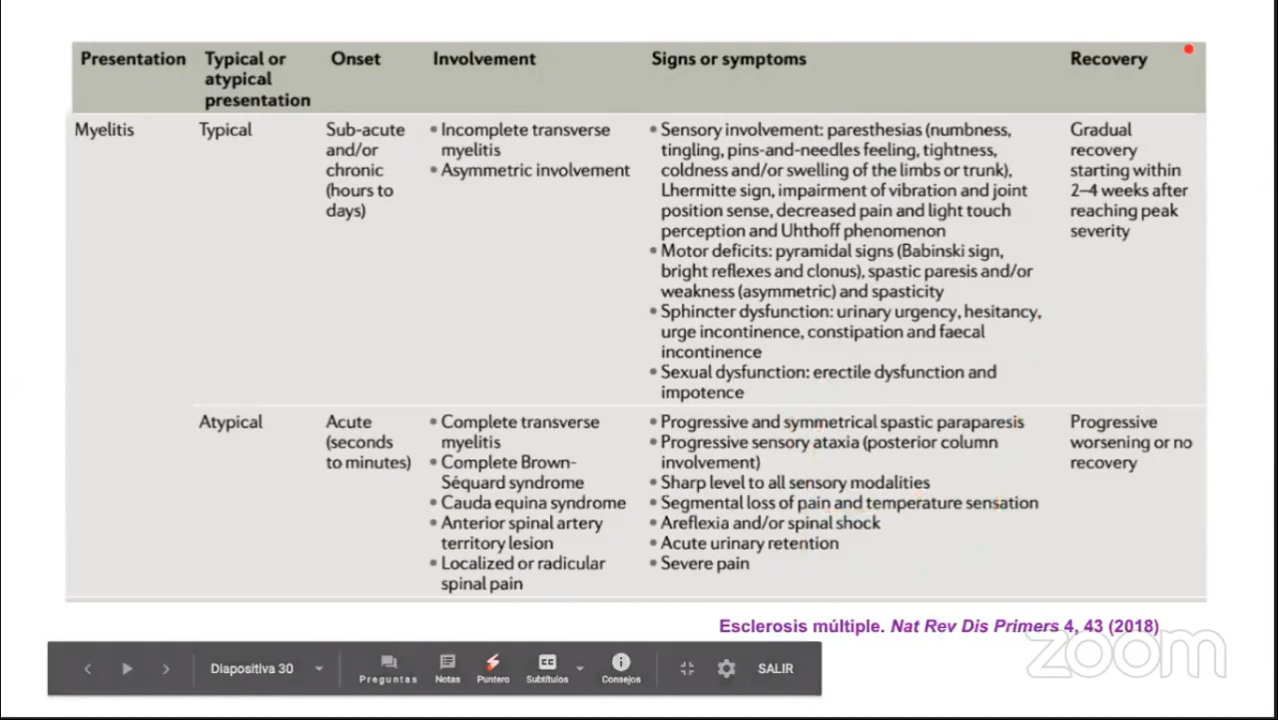 Presentation
Typical or
atypical
presentation
Onset
Involvement
Signs or symptoms
Recovery
Myelitis
Typical
Sub-acute
and/or
chronic
(hours to
days)
• Incomplete transverse
myelitis
• Asymmetric involvement
• Sensory involvement: paresthesias (numbness,
tingling, pins-and-needles feeling, tightness,
coldness and/or swelling of the limbs or trunk),
Lhermitte sign, impairment of vibration and joint
position sense, decreased pain and light touch
perception and Uhthoff phenomenon
• Motor deficits: pyramidal signs (Babinski sign,
bright reflexes and clonus), spastic paresis and/or
weakness (asymmetric) and spasticity
• Sphincter dysfunction: urinary urgency, hesitancy,
urge incontinence, constipation and faecal
incontinence
• Sexual dysfunction: erectile dysfunction and
impotence
Gradual
recovery
starting within
2–4 weeks after
reaching peak
severity
Atypical
Acute
(seconds
to minutes)
• Complete transverse
myelitis
• Complete Brown-
Séquard syndrome
• Cauda equina syndrome
• Anterior spinal artery
territory lesion
• Localized or radicular
spinal pain
• Progressive and symmetrical spastic paraparesis
• Progressive sensory ataxia (posterior column
involvement)
• Sharp level to all sensory modalities
• Segmental loss of pain and temperature sensation
• Areflexia and/or spinal shock
• Acute urinary retention
• Severe pain
Progressive
worsening or no
recovery
Esclerosis múltiple. Nat Rev Dis Primers 4, 43 (2018)
zoom
Diapositiva 30
Preguntas
Notas
Puntero
CC
Subtítulos
Consejos
SALIR